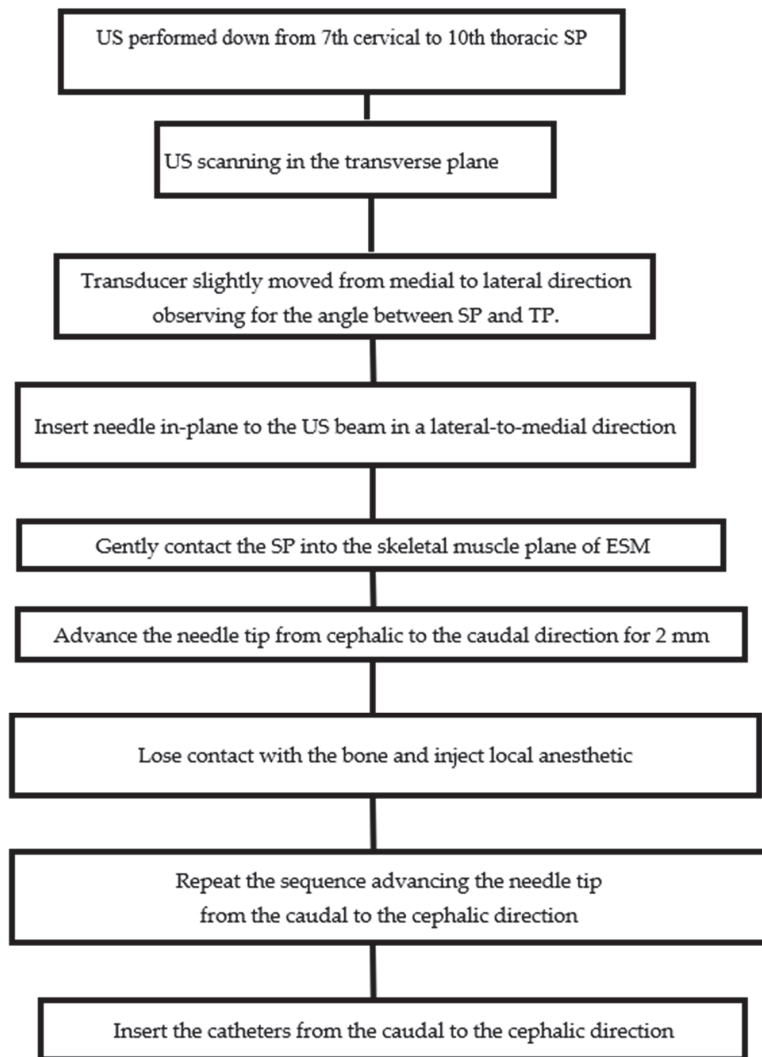 US performed down from 7th cervical to 10th thoracic SP
US scanning in the transverse plane
Transducer slightly moved from medial to lateral direction
observing for the angle between SP and TP.
Insert needle in-plane to the US beam in a lateral-to-medial direction
Gently contact the SP into the skeletal muscle plane of ESM
Advance the needle tip from cephalic to the caudal direction for 2 mm
Lose contact with the bone and inject local anesthetic
Repeat the sequence advancing the needle tip
from the caudal to the cephalic direction
Insert the catheters from the caudal to the cephalic direction